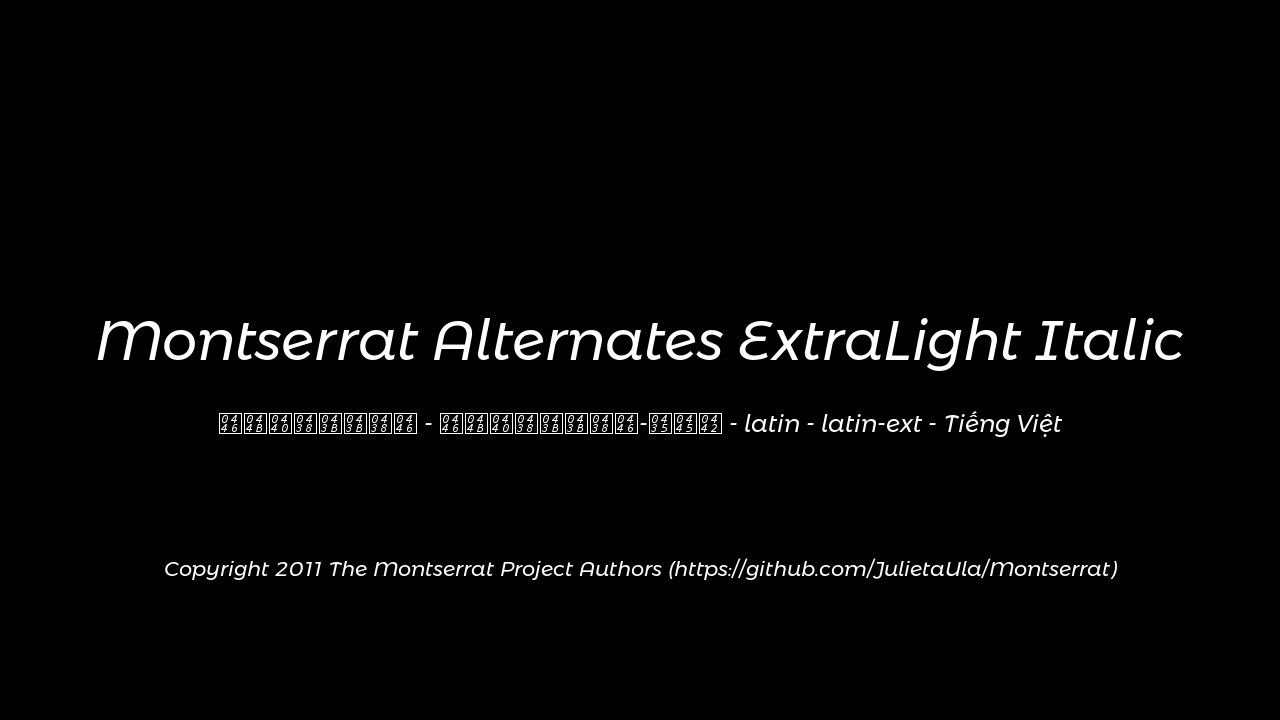 Montserrat Alternates ExtraLight Italic
- - - latin - latin-ext - Tiếng Việt
Copyright 2011 The Montserrat Project Authors (https://github.com/JulietaUla/Montserrat)